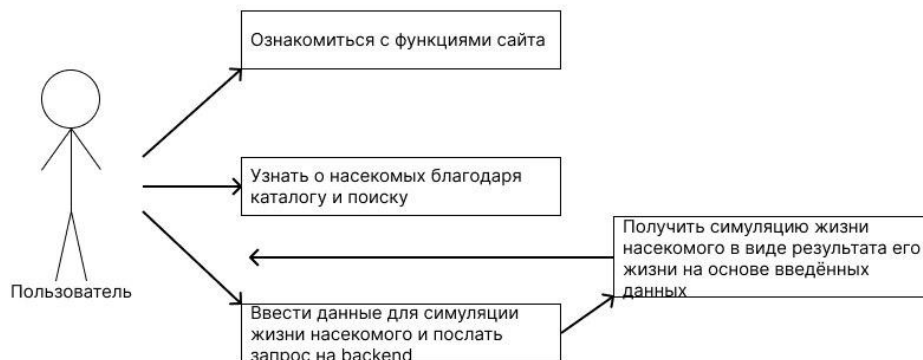 Ознакомиться с функциями сайта
Узнать о насекомых благодаря
каталогу и поиску
Получить симуляцию жизни
насекомого в виде результата его
жизни на основе введённых
данных
Пользователь
Ввести данные для симуляции
жизни насекомого и послать
запрос на backend